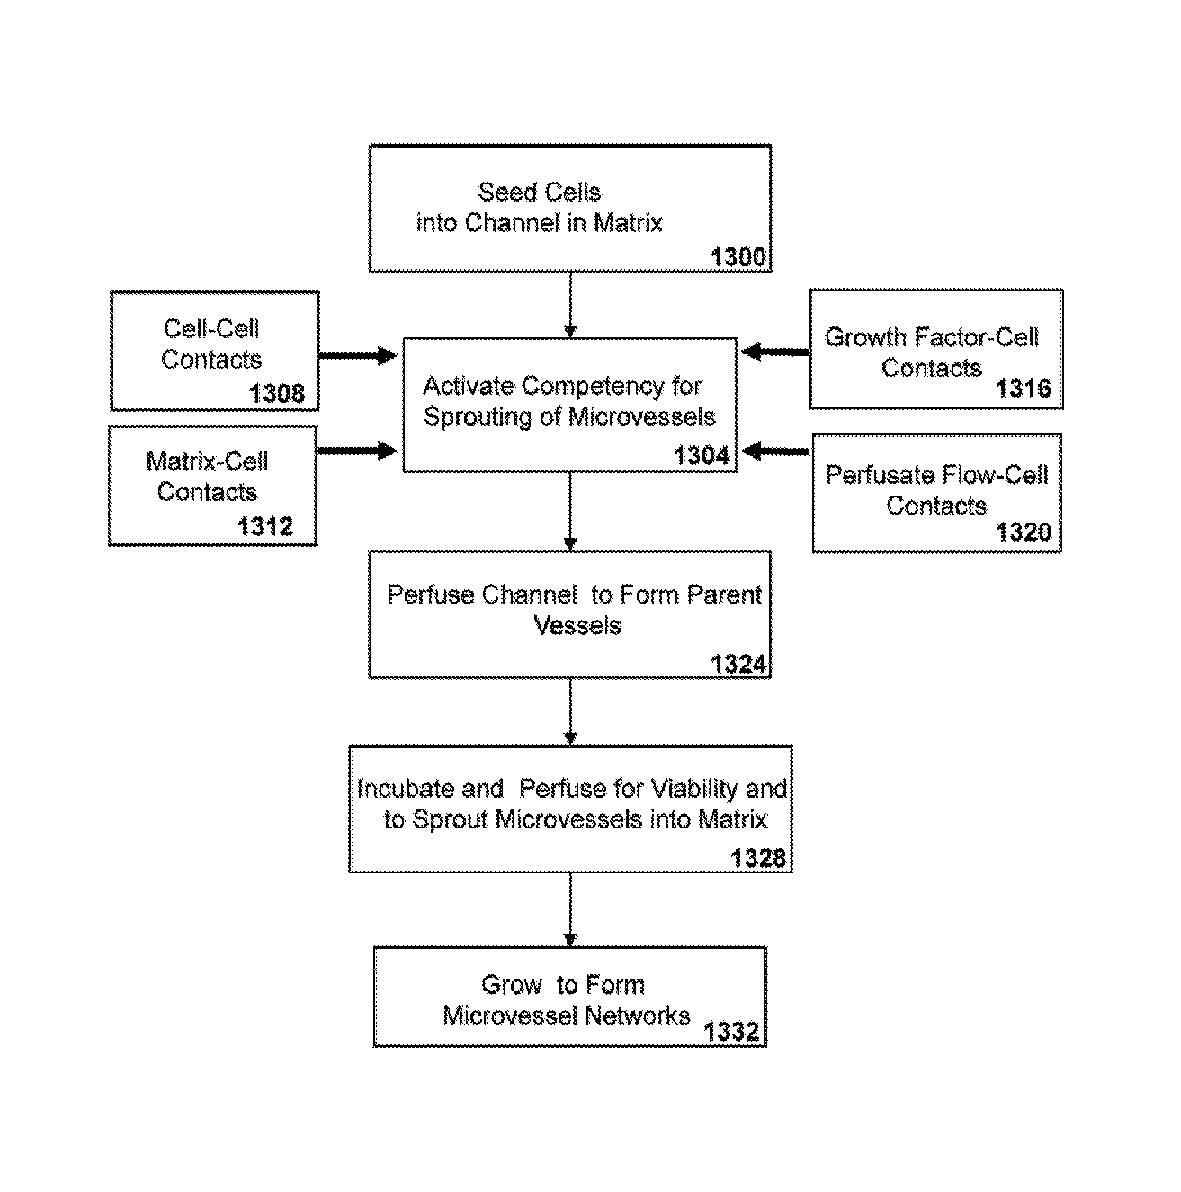 Seed Cells
into Channel in Matrix
1300
Cell-Cell
Contacts
1308
Growth Factor-Cell
Contacts
1316
Activate Competency for
Sprouting of Microvessels
1304
Matrix-Cell
Contacts
1312
Perfusate Flow-Cell
Contacts
1320
Perfuse Channel to Form Parent
Vessels
1324
Incubate and Perfuse for Viability and
to Sprout Microvessels into Matrix
1328
Grow to Form
Microvessel Networks
1332